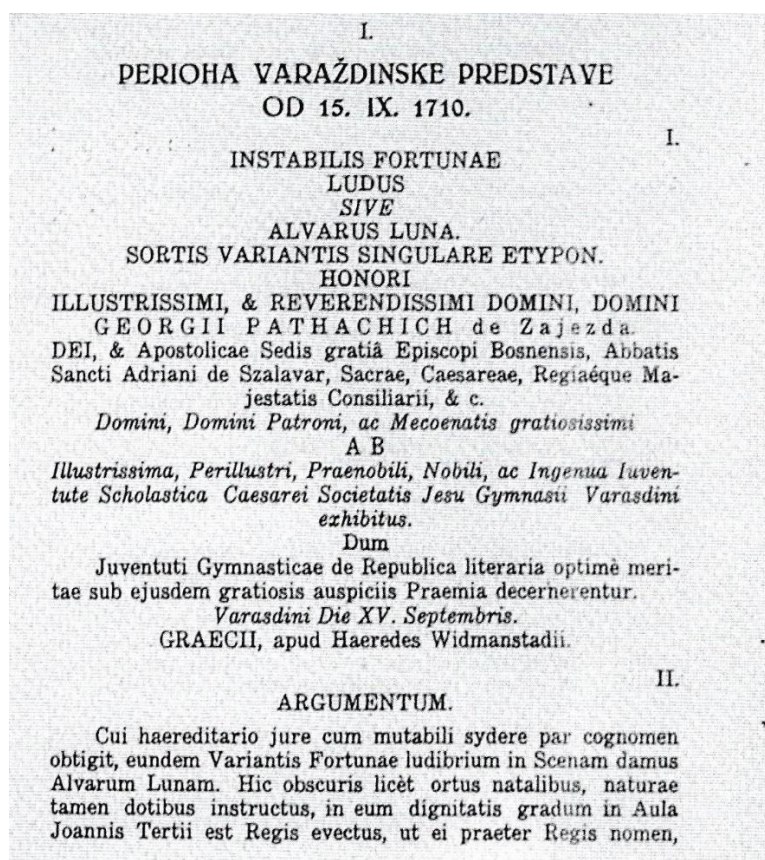 I.
PERIOHA VARAŽDINSKE PREDSTAVE
OD 15. IX. 1710.
I.
INSTABILIS FORTUNAE
LUDUS
SIVE
ALVARUS LUNA.
SORTIS VARIANTIS SINGULARE ETYPON.
HONORI
ILLUSTRISSIMI, & REVERENDISSIMI DOMINI, DOMINI
GEORGII PATHACHICH de Zajezda.
DEI, & Apostolicae Sedis gratiâ Episcopi Bosnensis, Abbatis
Sancti Adriani de Szalavar, Sacrae, Caesareae, Regiaéque Ma-
jestatis Consiliarii, & c.
Domini, Domini Patroni, ac Mecoenatis gratiosissimi
A B
Illustrissima, Perillustri, Praenobili, Nobili, ac Ingenua Iuven-
tute Scholastica Caesarei Societatis Jesu Gymnasii Varasdini
exhibitus.
Dum
Juventuti Gymnasticae de Republica literaria optimè meri-
tae sub ejusdem gratiosis auspiciis Praemia decernerentur.
Varasdini Die XV. Septembris.
GRAECII, apud Haeredes Widmanstadii.
II.
ARGUMENTUM.
Cui haereditario jure cum mutabili sydere par cognomen
obtigit, eundem Variantis Fortunae ludibrium in Scenam damus
Alvarum Lunam. Hic obscuris licèt ortus natalibus, naturae
tamen dotibus instructus, in eum dignitatis gradum in Aula
Joannis Tertii est Regis evectus, ut ei praeter Regis nomen,